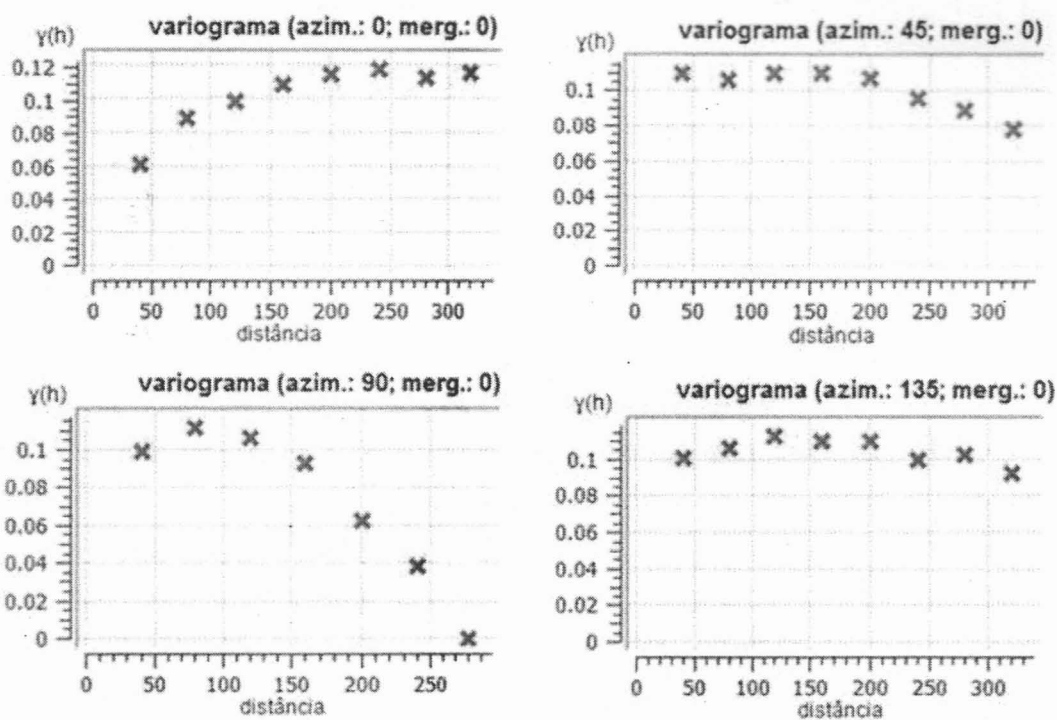 variograma (azim.: 0; merg.: 0)
γ(h)
0.12
0.1
0.08
0.06
0.04
0.02
0
0 50 100 150 200 250 300
distância
variograma (azim.: 45; merg.: 0)
γ(h)
0.1
0.08
0.06
0.04
0.02
0
0 50 100 150 200 250 300
distância
variograma (azim.: 90; merg.: 0)
γ(h)
0.1
0.08
0.06
0.04
0.02
0
0 50 100 150 200 250
distância
variograma (azim.: 135; merg.: 0)
γ(h)
0.1
0.08
0.06
0.04
0.02
0
0 50 100 150 200 250 300
distância